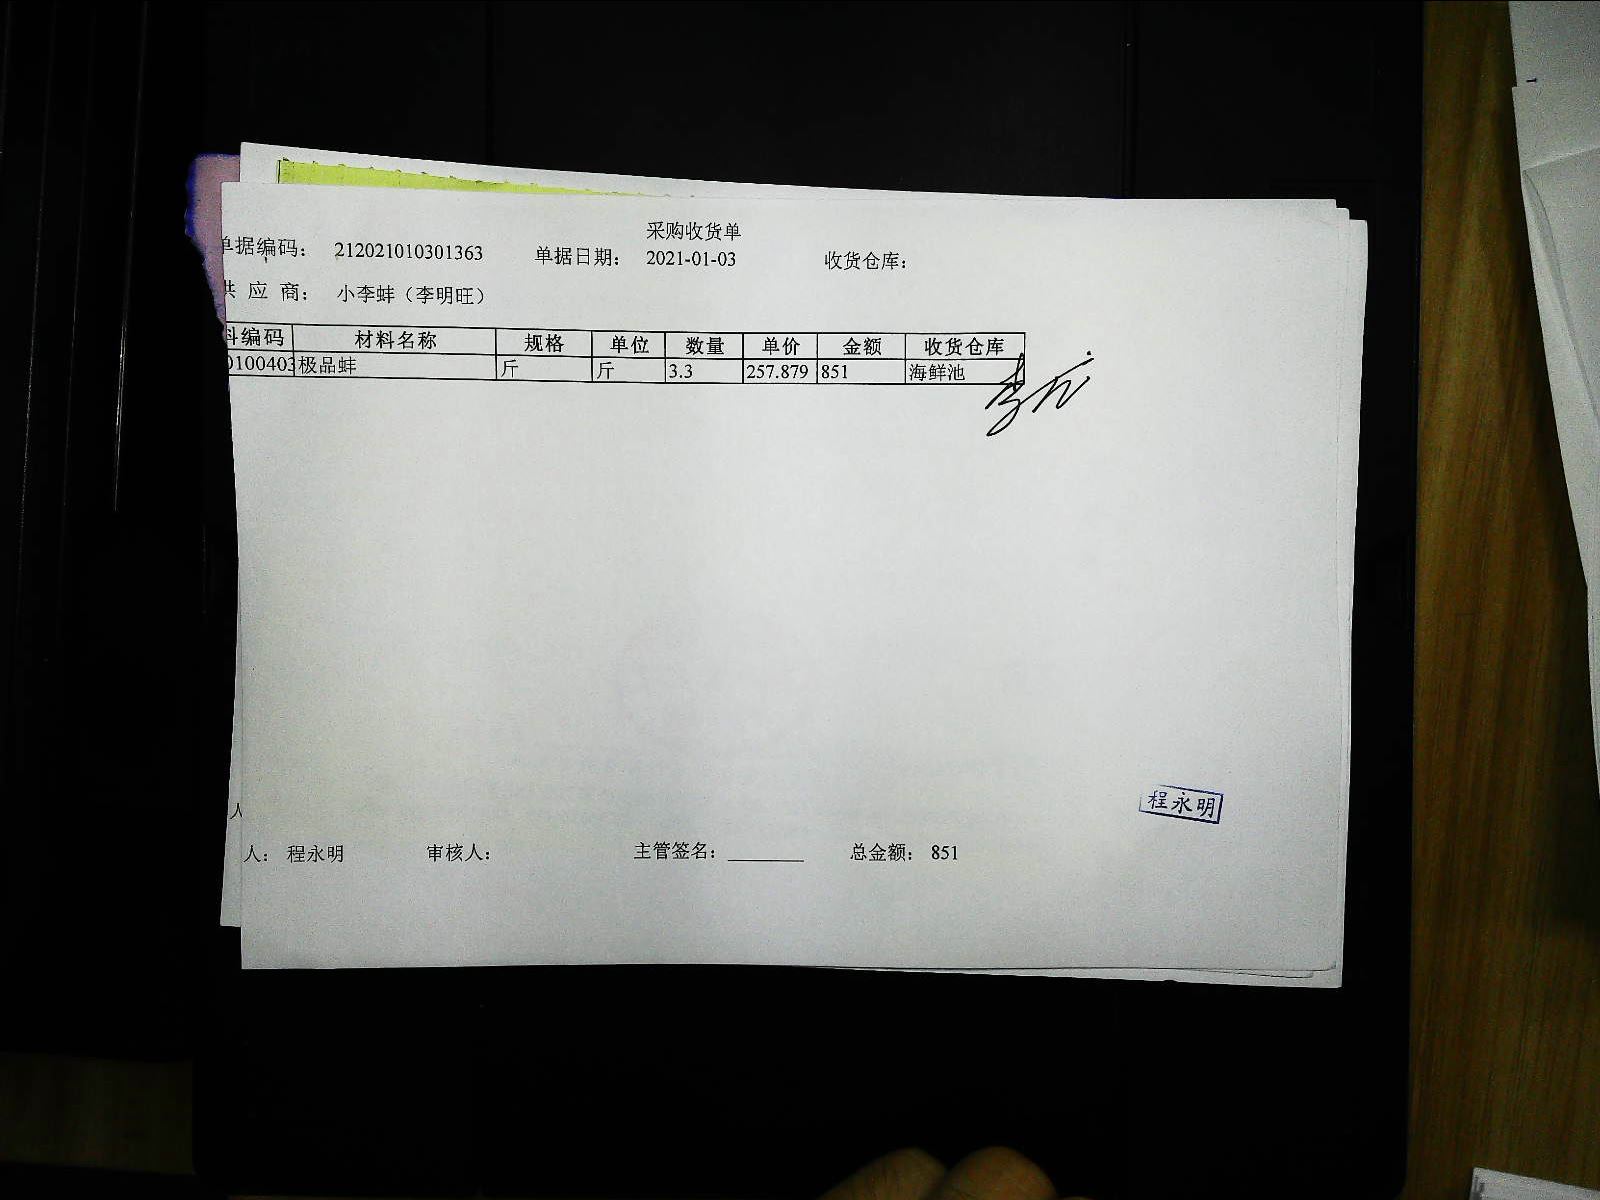 采购收货单
单据编码： 212021010301363 单据日期： 2021-01-03 收货仓库：
供 应 商： 小李蚌（李明旺）
料编码 材料名称 规格 单位 数量 单价 金额 收货仓库
0100403 极品蚌 斤 斤 3.3 257.879 851 海鲜池
程永明
人： 程永明 审核人： 主管签名： 总金额： 851